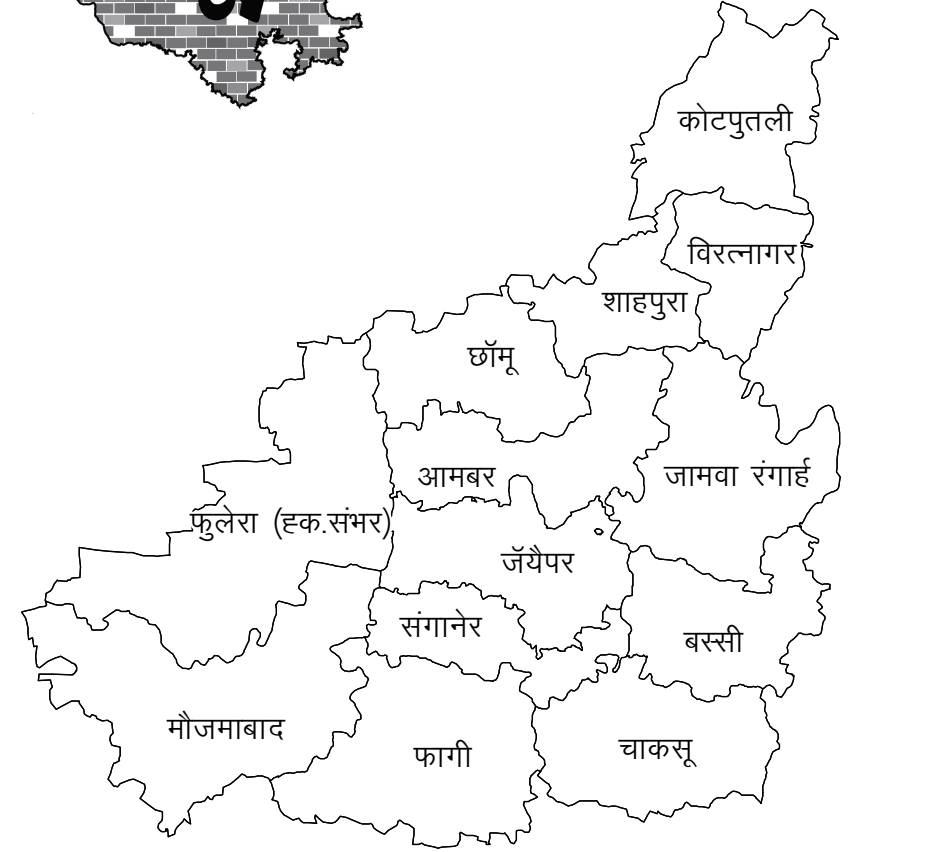 कोटपुतली
विरत्नागर
शाहपुरा
छॉमू
आमबर
जामवा रंगार्ह
फुलेरा (ह्क.संभर)
जॅयैपर
संगानेर
बस्सी
मौजमाबाद
फागी
चाकसू